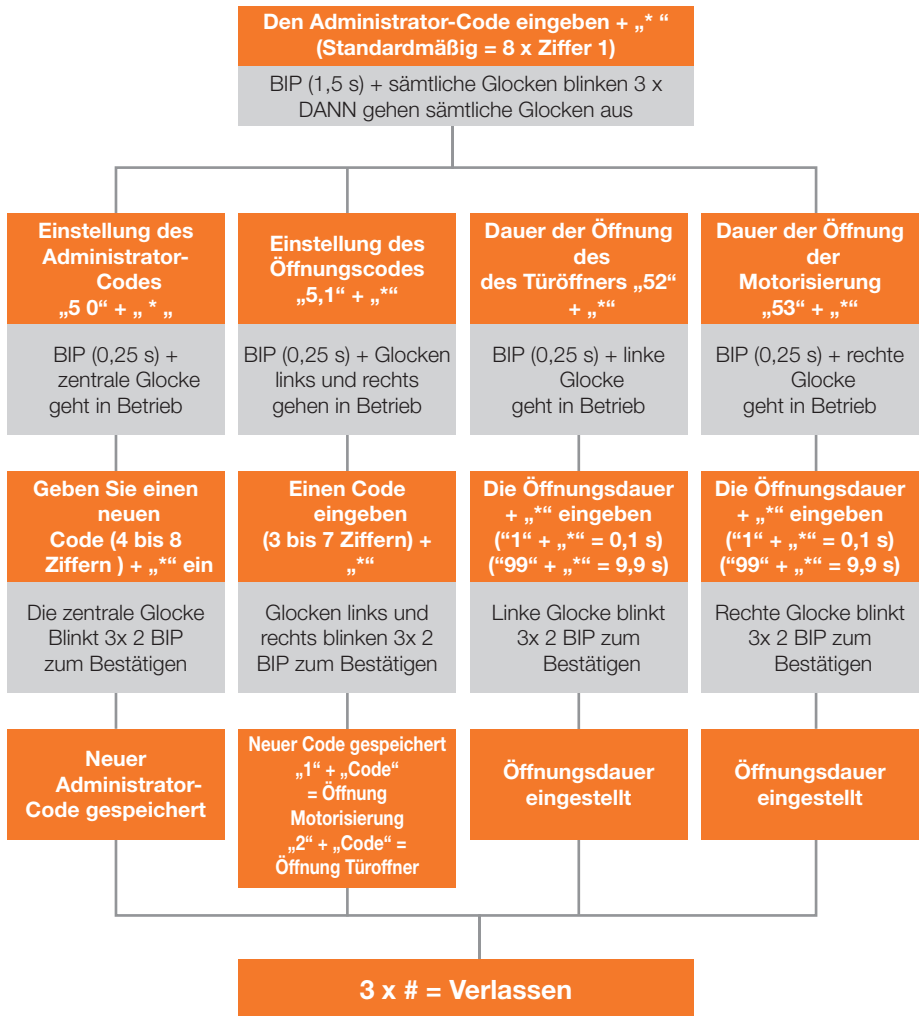 Den Administrator-Code eingeben + „* “
(Standardmäßig = 8 x Ziffer 1)
BIP (1,5 s) + sämtliche Glocken blinken 3 x
DANN gehen sämtliche Glocken aus
Einstellung des
Administrator-
Codes
„5 0“ + „ * „
BIP (0,25 s) +
zentrale Glocke
geht in Betrieb
Geben Sie einen
neuen
Code (4 bis 8
Ziffern ) + „*“ ein
Die zentrale Glocke
Blinkt 3x 2 BIP
zum Bestätigen
Neuer
Administrator-
Code gespeichert
Einstellung des
Öffnungscodes
„5,1“ + „*“
BIP (0,25 s) + Glocken
links und rechts
gehen in Betrieb
Einen Code
eingeben
(3 bis 7 Ziffern) +
„*“
Glocken links und
rechts blinken 3x 2
BIP zum Bestätigen
Neuer Code gespeichert
„1“ + „Code“
= Öffnung
Motorisierung
„2“ + „Code“ =
Öffnung Türoffner
Dauer der Öffnung
des
des Türöffners „52“
+ „*“
BIP (0,25 s) + linke
Glocke
geht in Betrieb
Die Öffnungsdauer
+ „*“ eingeben
(“1“ + „*“ = 0,1 s)
(“99“ + „*“ = 9,9 s)
Linke Glocke blinkt
3x 2 BIP zum
Bestätigen
Öffnungsdauer
eingestellt
Dauer der Öffnung
der
Motorisierung
„53“ + „*“
BIP (0,25 s) + rechte
Glocke
geht in Betrieb
Die Öffnungsdauer
+ „*“ eingeben
(“1“ + „*“ = 0,1 s)
(“99“ + „*“ = 9,9 s)
Rechte Glocke blinkt
3x 2 BIP zum
Bestätigen
Öffnungsdauer
eingestellt
3 x # = Verlassen